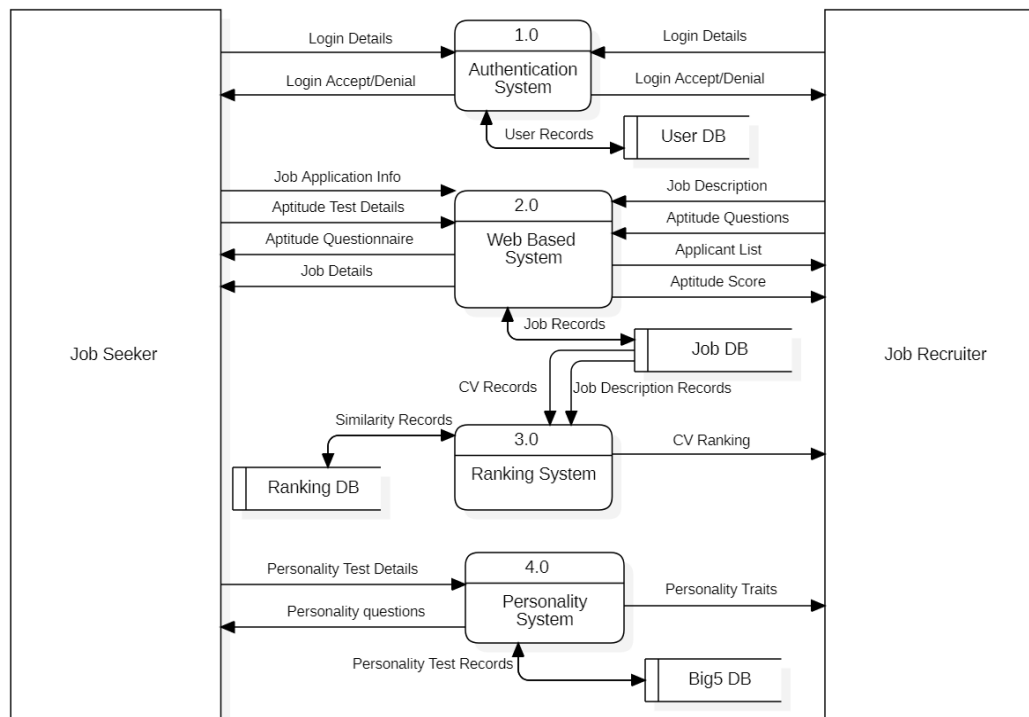 Login Details
1.0
Login Details
Login Accept/Denial
Authentication
System
Login Accept/Denial
User Records
User DB
Job Application Info
Job Description
Aptitude Test Details
2.0
Aptitude Questions
Aptitude Questionnaire
Web Based
System
Applicant List
Job Details
Aptitude Score
Job Records
Job Seeker
Job DB
Job Recruiter
CV Records
Job Description Records
Similarity Records
3.0
CV Ranking
Ranking System
Ranking DB
4.0
Personality Test Details
Personality Traits
Personality
System
Personality questions
Personality Test Records
Big5 DB